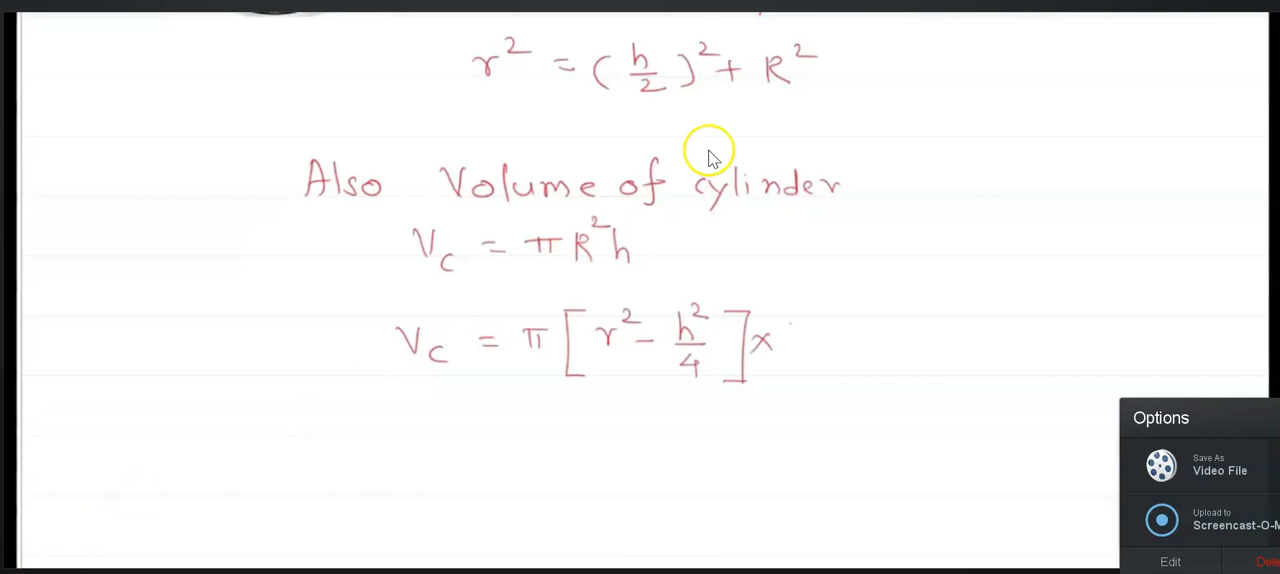 r² = (h/2)² + R²
Also Volume of cylinder
V_C = πR²h
V_C = π[r² - h²/4]x
Options
Save As
Video File
Upload to
Screencast-O-M
Edit
Dele